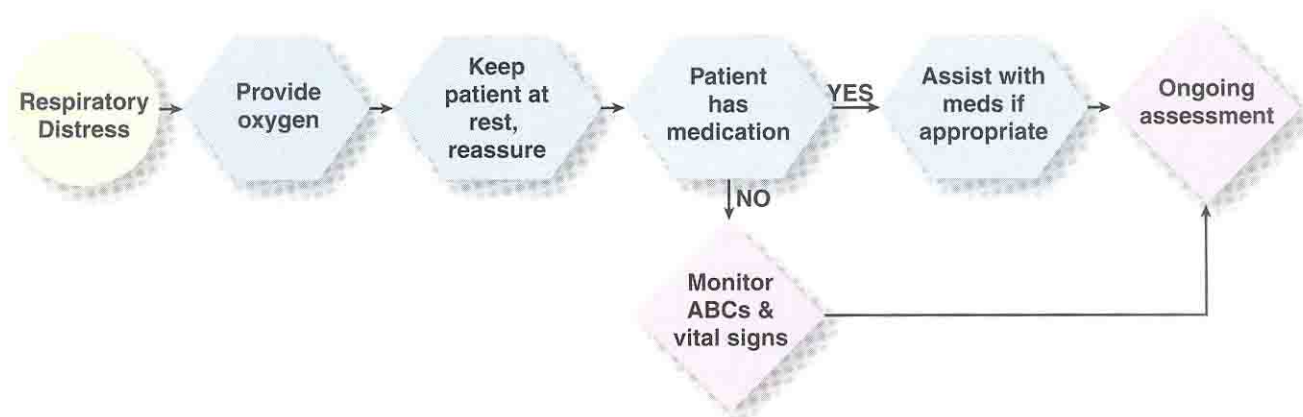 Respiratory
Distress
Provide
oxygen
Keep
patient at
rest,
reassure
Patient
has
medication
YES
Assist with
meds if
appropriate
Ongoing
assessment
NO
Monitor
ABCs &
vital signs